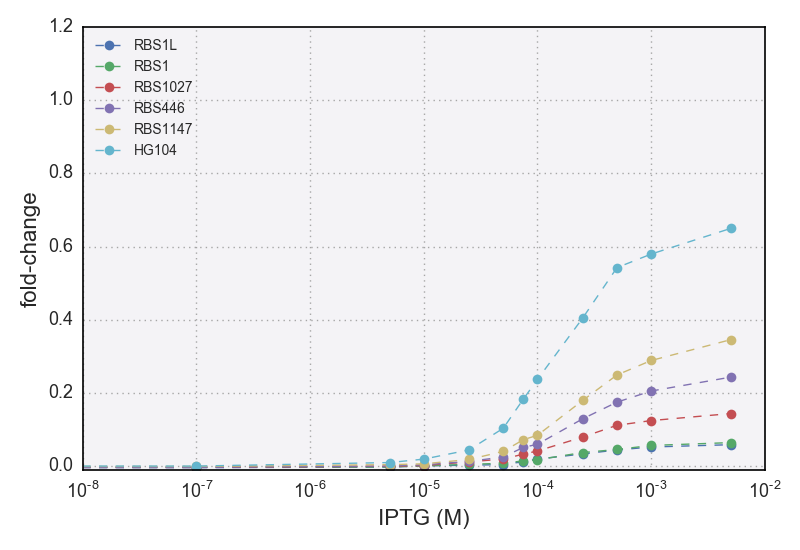 1.2
1.0
0.8
0.6
0.4
0.2
0.0
fold-change
RBS1L
RBS1
RBS1027
RBS446
RBS1147
HG104
10-8 10-7 10-6 10-5 10-4 10-3 10-2
IPTG (M)